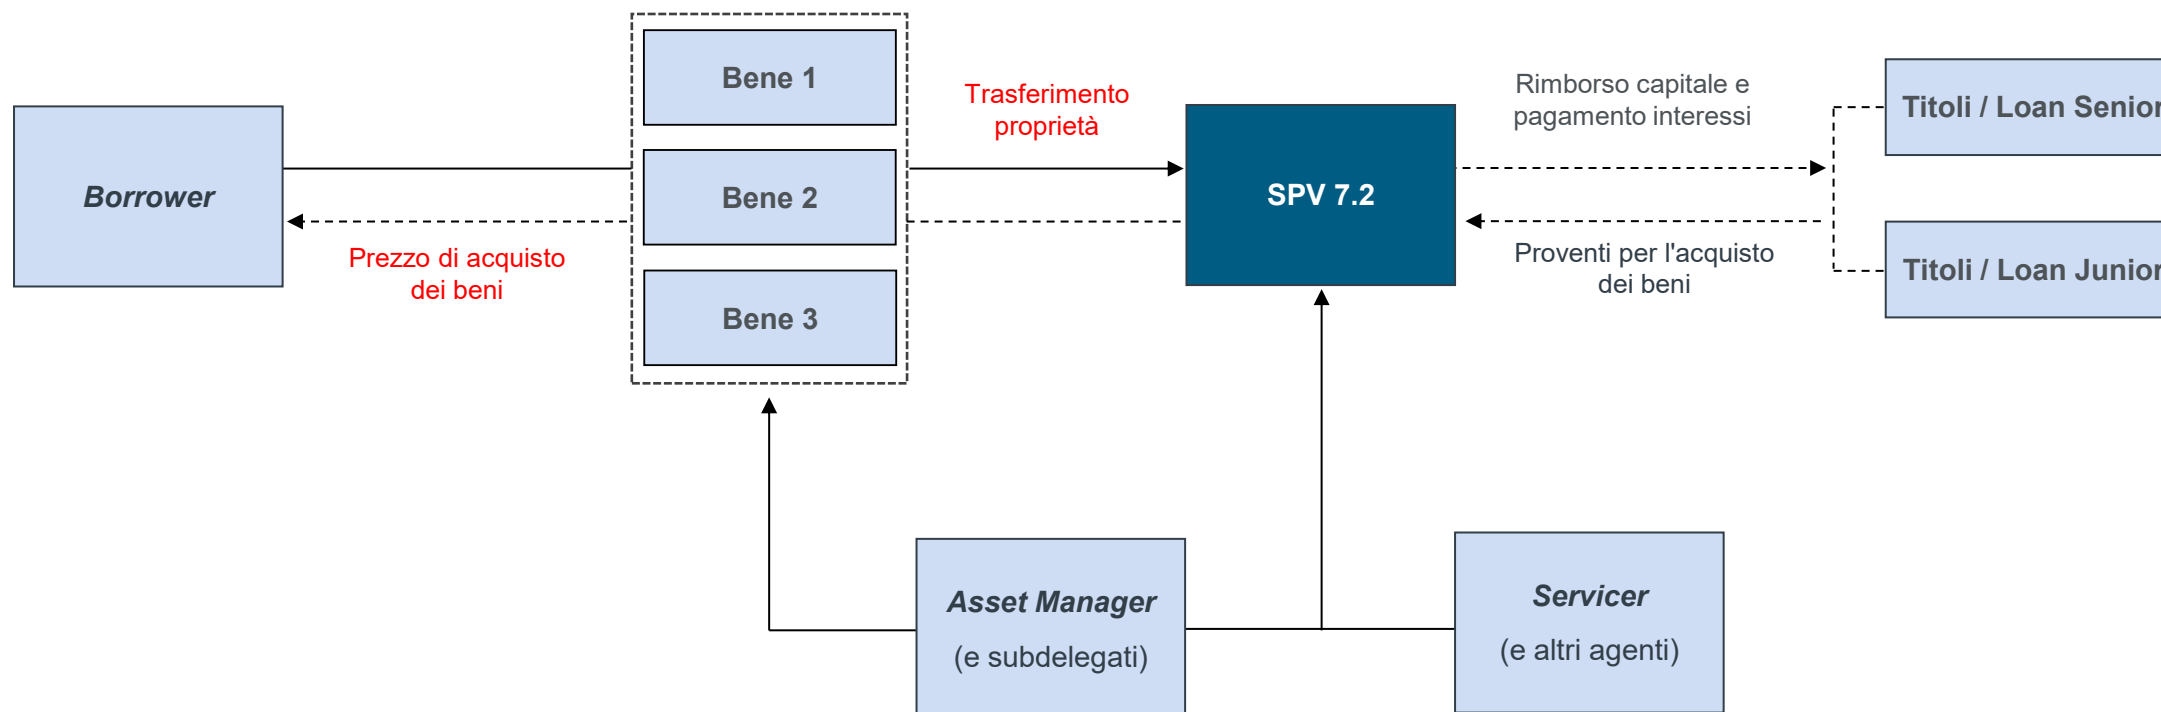 Borrower
Prezzo di acquisto
dei beni
Bene 1
Bene 2
Bene 3
Trasferimento
proprietà
SPV 7.2
Rimborso capitale e
pagamento interessi
Proventi per l'acquisto
dei beni
Titoli / Loan Senior
Titoli / Loan Junior
Asset Manager
(e subdelegati)
Servicer
(e altri agenti)